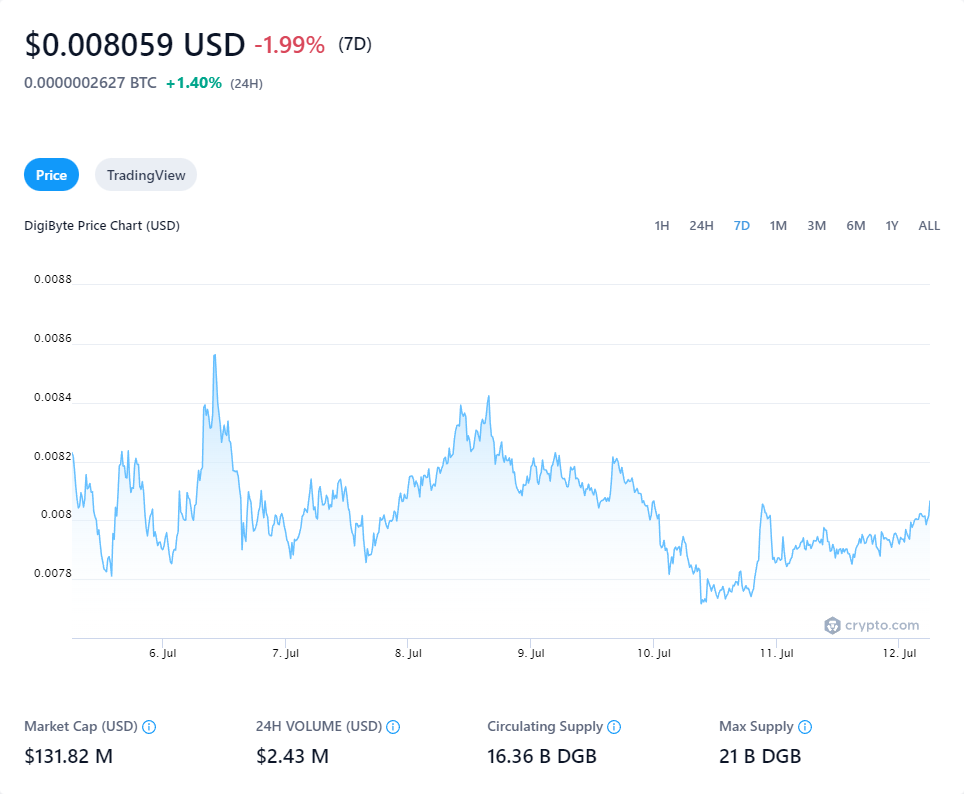 $0.008059 USD -1.99% (7D)
0.0000002627 BTC +1.40% (24H)
Price TradingView
DigiByte Price Chart (USD) 1H 24H 7D 1M 3M 6M 1Y ALL
0.0088
0.0086
0.0084
0.0082
0.008
0.0078
crypto.com
6. Jul 7. Jul 8. Jul 9. Jul 10. Jul 11. Jul 12. Jul
Market Cap (USD) 24H VOLUME (USD) Circulating Supply Max Supply
$131.82 M $2.43 M 16.36 B DGB 21 B DGB